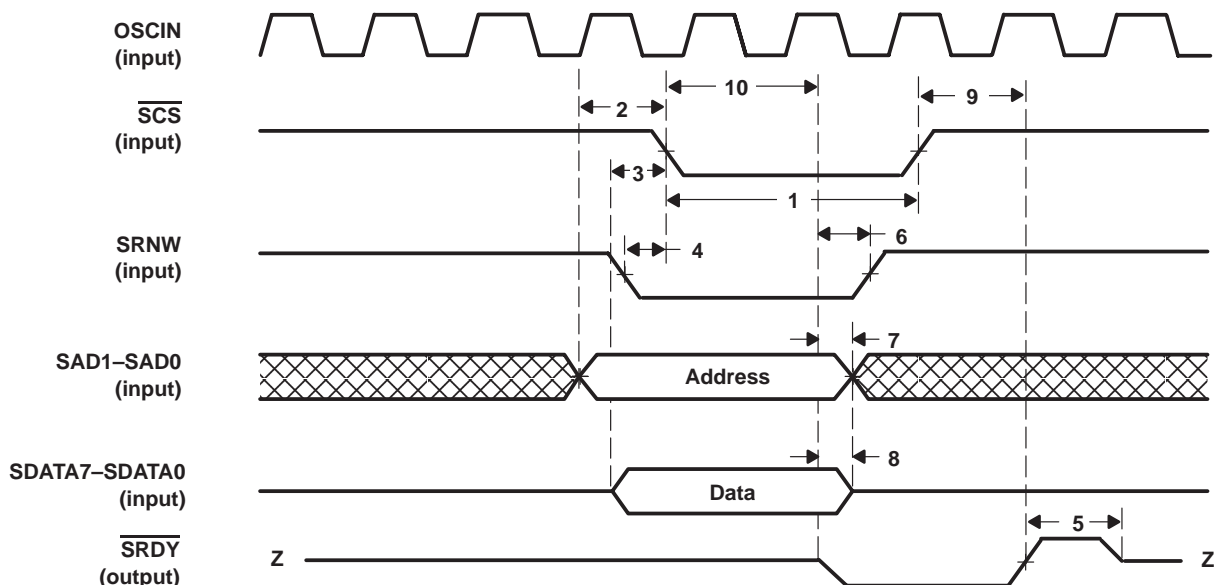 OSCIN
(input)
10
2
9
SCS
(input)
3
1
SRNW
(input)
4
6
SAD1–SAD0
(input)
7
Address
SDATA7–SDATA0
(input)
8
Data
5
SRDY
(output)
Z
Z